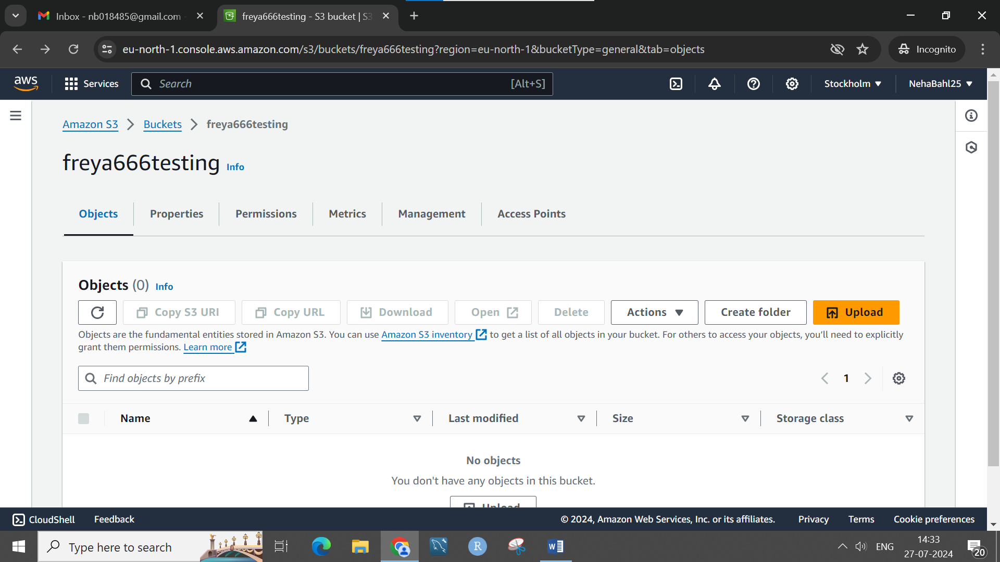 Inbox - nb018485@gmail.com
freya666testing - S3 bucket | S3
eu-north-1.console.aws.amazon.com/s3/buckets/freya666testing?region=eu-north-1&bucketType=general&tab=objects
Incognito
aws
Services
Search
[Alt+S]
Stockholm
NehaBahl25
Amazon S3
Buckets
freya666testing
freya666testing Info
Objects
Properties
Permissions
Metrics
Management
Access Points
Objects (0) Info
Copy S3 URI
Copy URL
Download
Open
Delete
Actions
Create folder
Upload
Objects are the fundamental entities stored in Amazon S3. You can use Amazon S3 inventory to get a list of all objects in your bucket. For others to access your objects, you’ll need to explicitly
grant them permissions. Learn more
Find objects by prefix
1
Name
Type
Last modified
Size
Storage class
No objects
You don't have any objects in this bucket.
Upload
CloudShell
Feedback
© 2024, Amazon Web Services, Inc. or its affiliates.
Privacy
Terms
Cookie preferences
Type here to search
R
W
ENG
14:33
27-07-2024
20